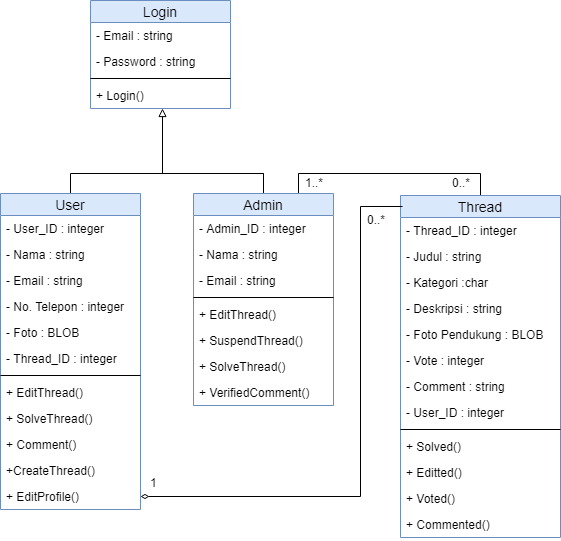 Login
- Email : string
- Password : string
+ Login()
1..*
0..*
User
- User_ID : integer
- Nama : string
- Email : string
- No. Telepon : integer
- Foto : BLOB
- Thread_ID : integer
+ EditThread()
+ SolveThread()
+ Comment()
+CreateThread()
+ EditProfile()
1
Admin
- Admin_ID : integer
- Nama : string
- Email : string
+ EditThread()
+ SuspendThread()
+ SolveThread()
+ VerifiedComment()
0..*
Thread
- Thread_ID : integer
- Judul : string
- Kategori :char
- Deskripsi : string
- Foto Pendukung : BLOB
- Vote : integer
- Comment : string
- User_ID : integer
+ Solved()
+ Editted()
+ Voted()
+ Commented()